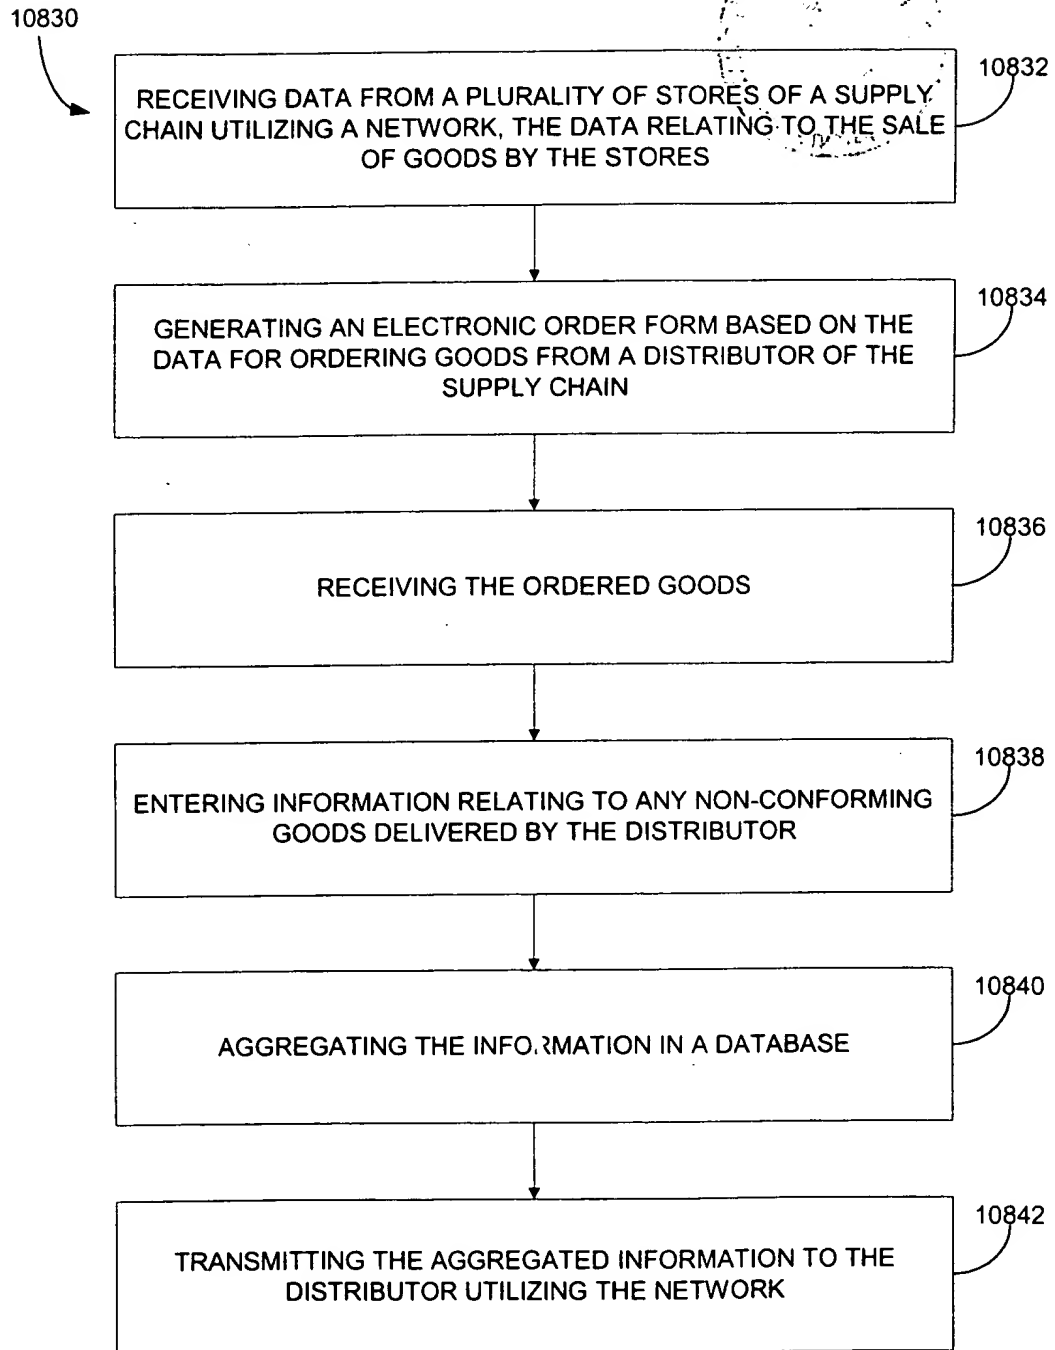 10830
10832
RECEIVING DATA FROM A PLURALITY OF STORES OF A SUPPLY
CHAIN UTILIZING A NETWORK, THE DATA RELATING TO THE SALE
OF GOODS BY THE STORES
10834
GENERATING AN ELECTRONIC ORDER FORM BASED ON THE
DATA FOR ORDERING GOODS FROM A DISTRIBUTOR OF THE
SUPPLY CHAIN
10836
RECEIVING THE ORDERED GOODS
10838
ENTERING INFORMATION RELATING TO ANY NON-CONFORMING
GOODS DELIVERED BY THE DISTRIBUTOR
10840
AGGREGATING THE INFORMATION IN A DATABASE
10842
TRANSMITTING THE AGGREGATED INFORMATION TO THE
DISTRIBUTOR UTILIZING THE NETWORK